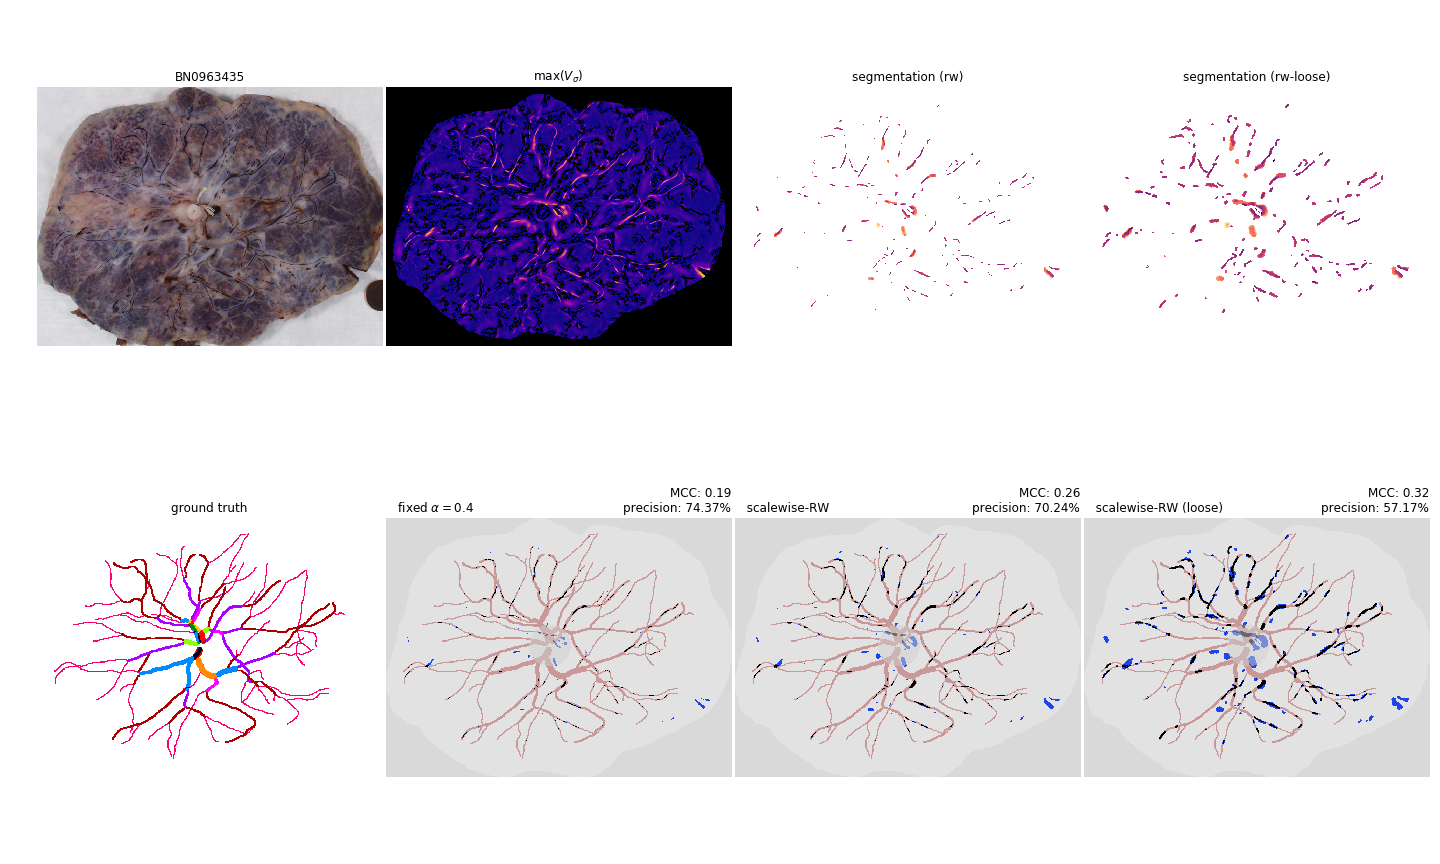 BN0963435
max(Vσ)
segmentation (rw)
segmentation (rw-loose)
ground truth
fixed α = 0.4
MCC: 0.19
precision: 74.37%
scalewise-RW
MCC: 0.26
precision: 70.24%
scalewise-RW (loose)
MCC: 0.32
precision: 57.17%